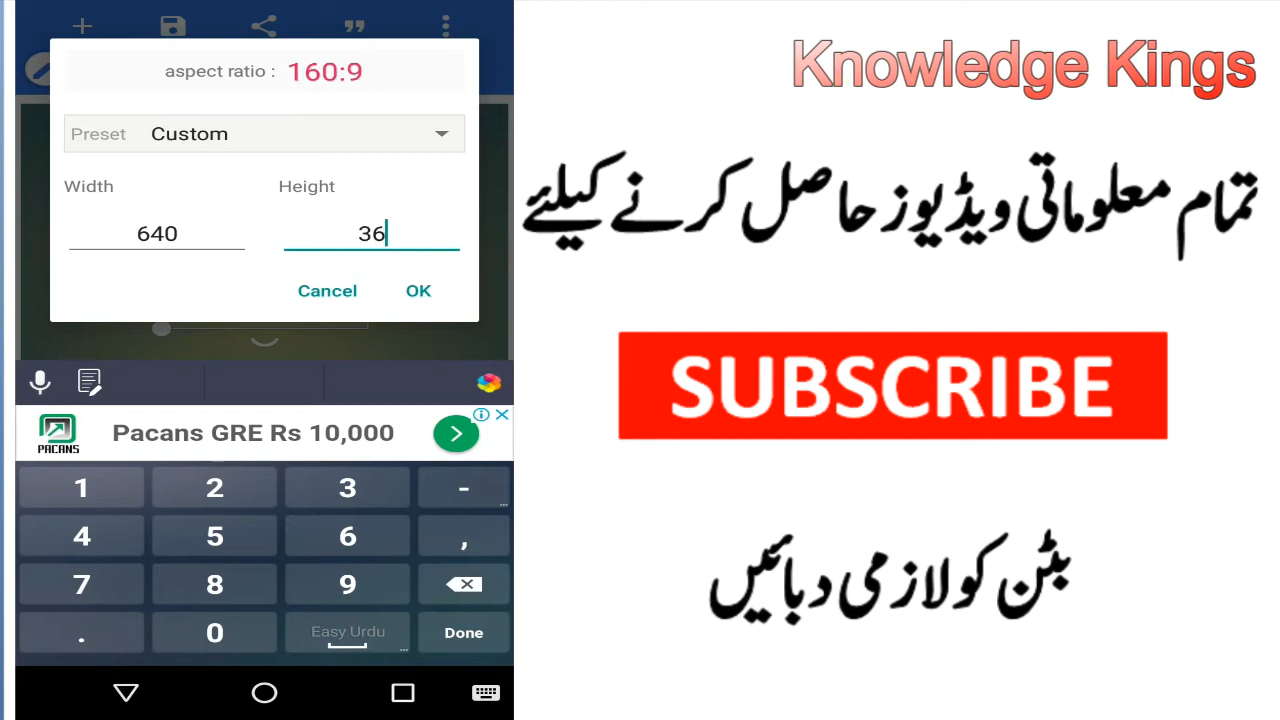 aspect ratio : 160:9
Preset Custom
Width Height
640 36
Cancel OK
PACANS
Pacans GRE Rs 10,000
1 2 3 -
4 5 6 ,
7 8 9
. 0 Easy Urdu Done
Knowledge Kings
تمام معلوماتی ویڈیوز حاصل کرنے کیلئے
SUBSCRIBE
بٹن کو لازمی دبائیں